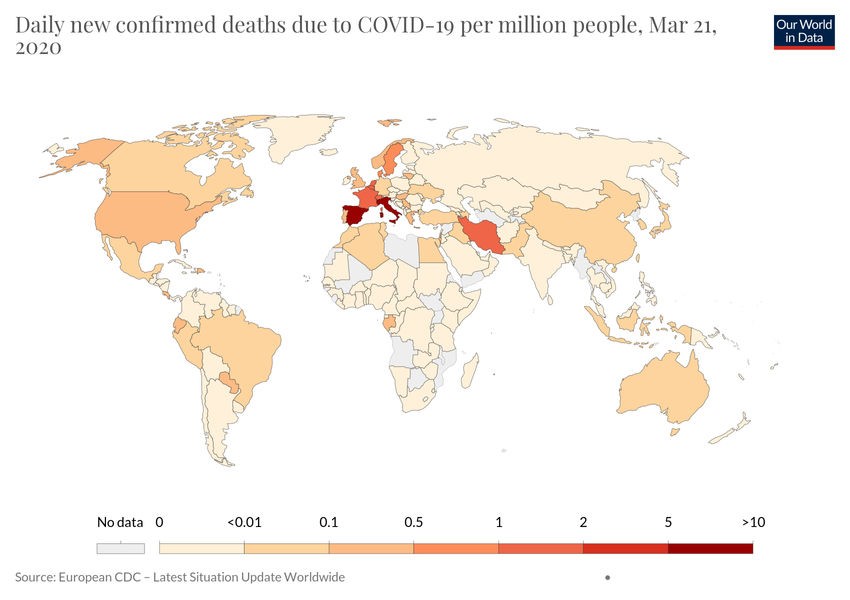 Daily new confirmed deaths due to COVID-19 per million people, Mar 21,
2020
Our World
in Data
No data 0 <0.01 0.1 0.5 1 2 5 >10
Source: European CDC – Latest Situation Update Worldwide